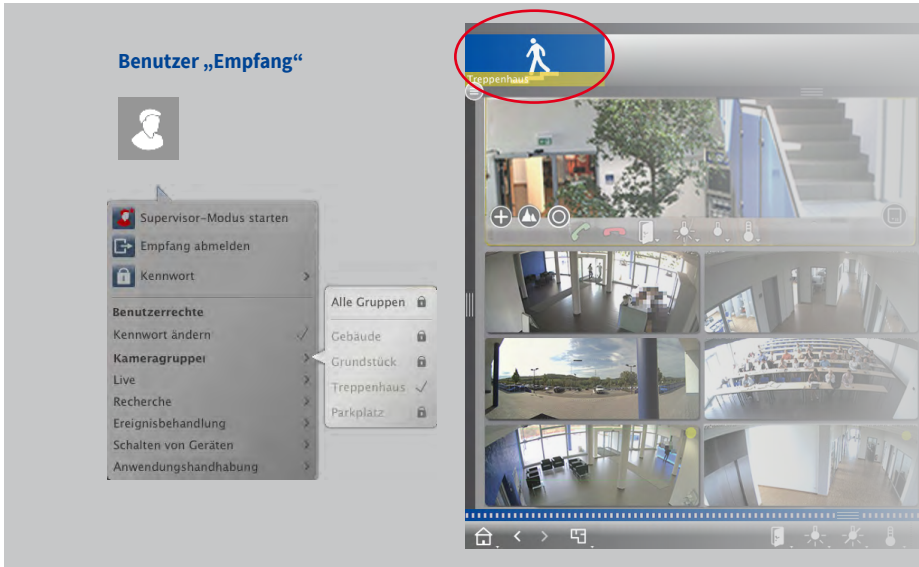 Benutzer „Empfang“
Supervisor-Modus starten
Empfang abmelden
Kennwort
Benutzerrechte
Kennwort ändern
Kameragruppen
Live
Recherche
Ereignisbehandlung
Schalten von Geräten
Anwendungshandhabung
Alle Gruppen
Gebäude
Grundstück
Treppenhaus
Parkplatz
Treppenhaus